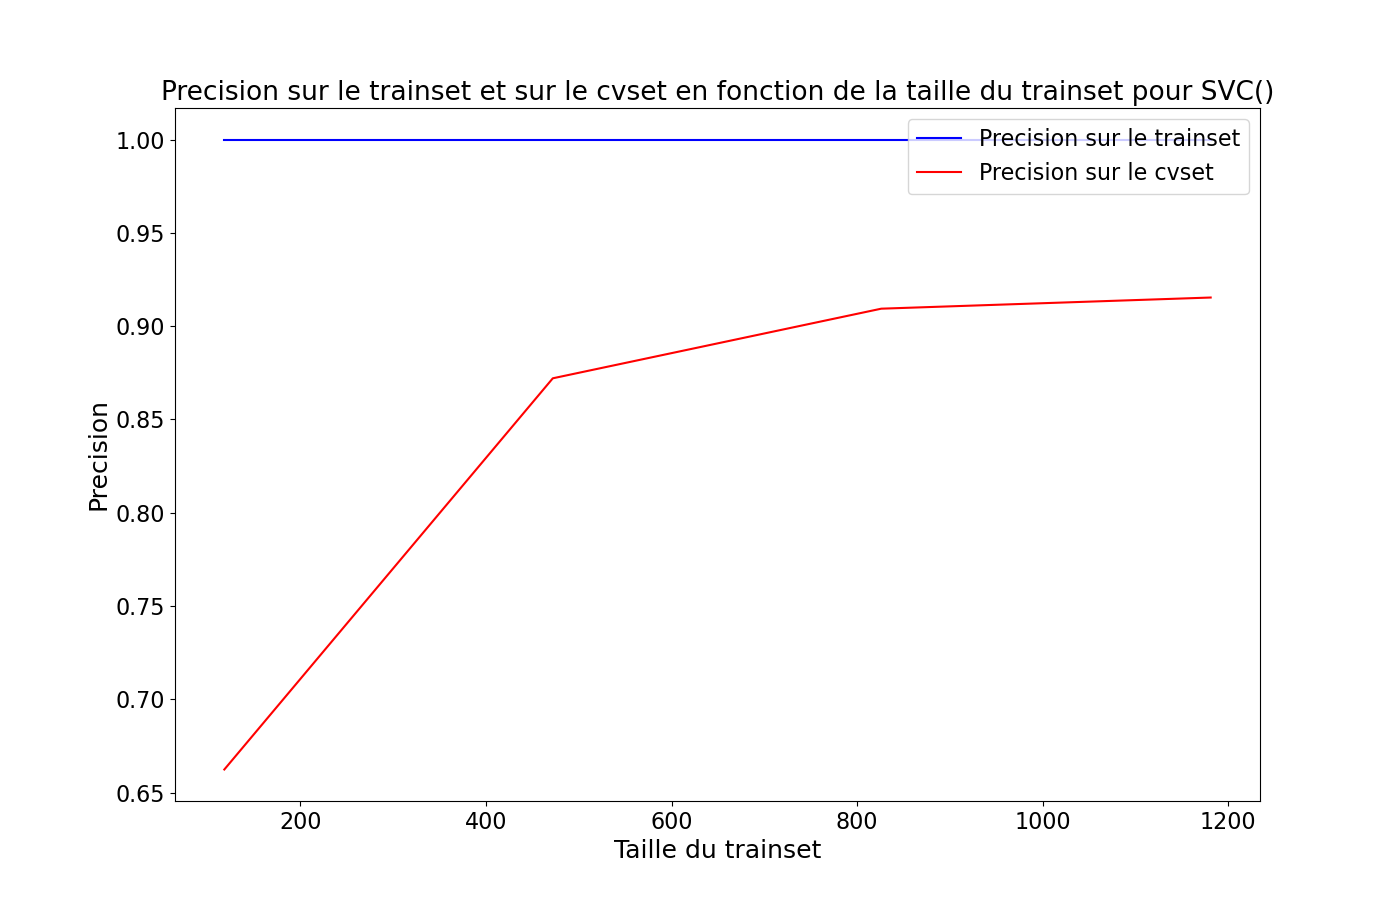 Precision sur le trainset et sur le cvset en fonction de la taille du trainset pour SVC()
Precision sur le trainset
Precision sur le cvset
1.00
0.95
0.90
0.85
0.80
0.75
0.70
0.65
Precision
200 400 600 800 1000 1200
Taille du trainset